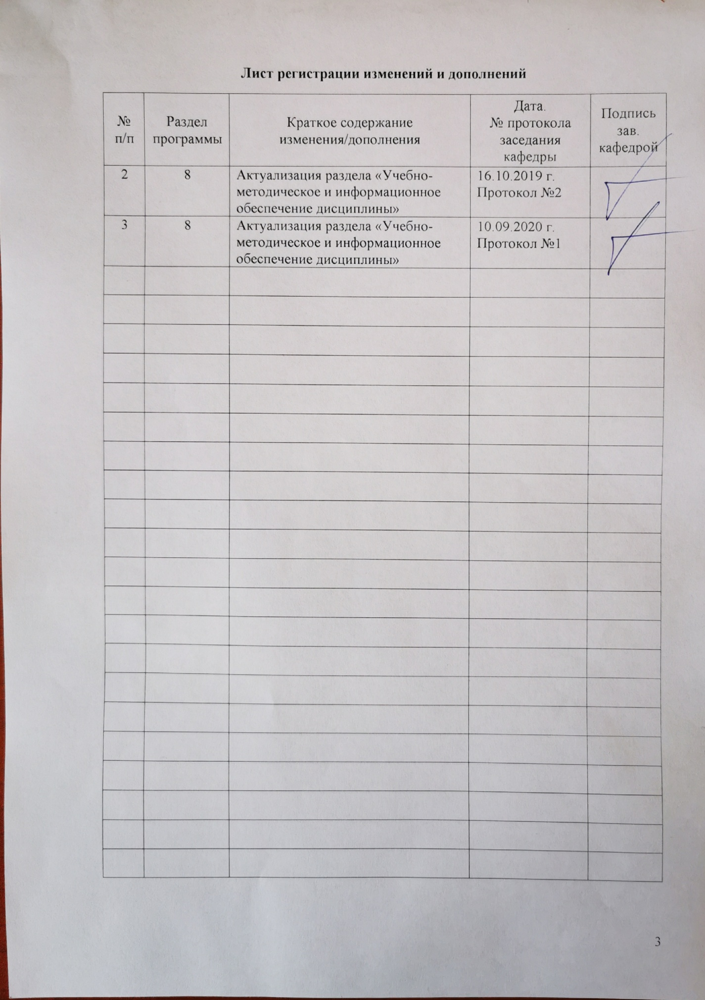 Лист регистрации изменений и дополнений
№
п/п
Раздел
программы
Краткое содержание
изменения/дополнения
Дата.
№ протокола
заседания
кафедры
Подпись
зав.
кафедрой
2
8
Актуализация раздела «Учебно-
методическое и информационное
обеспечение дисциплины»
16.10.2019 г.
Протокол №2
3
8
Актуализация раздела «Учебно-
методическое и информационное
обеспечение дисциплины»
10.09.2020 г.
Протокол №1
3